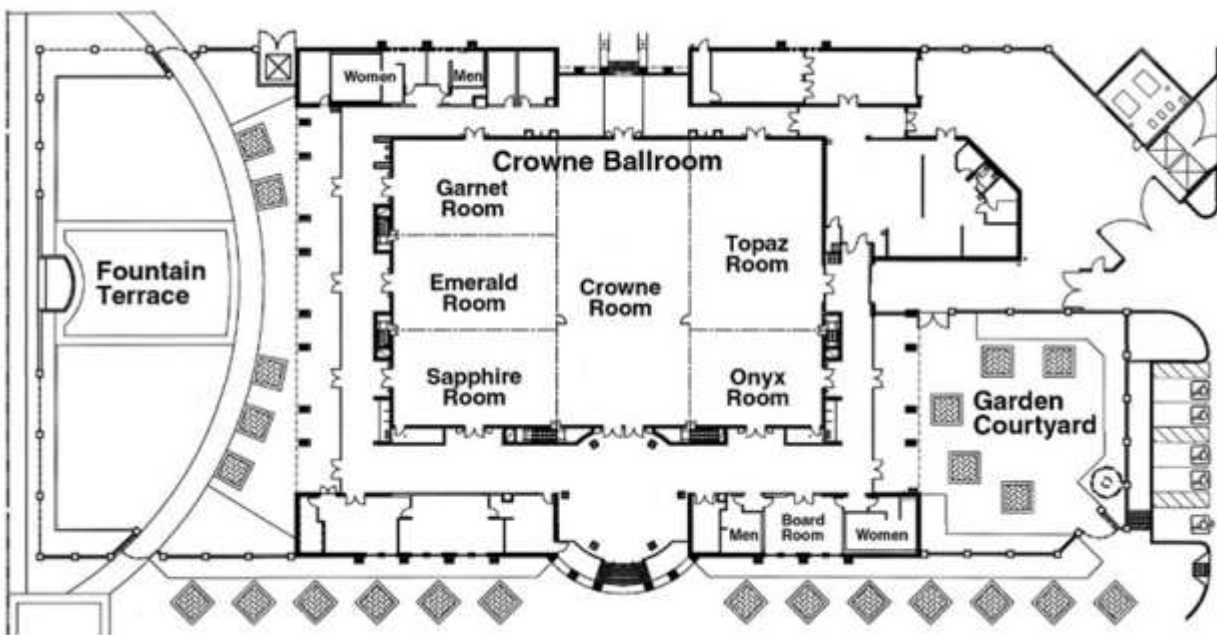 Women
Men
Crowne Ballroom
Garnet
Room
Topaz
Room
Fountain
Terrace
Emerald
Room
Crowne
Room
Sapphire
Room
Onyx
Room
Garden
Courtyard
Men
Board
Room
Women